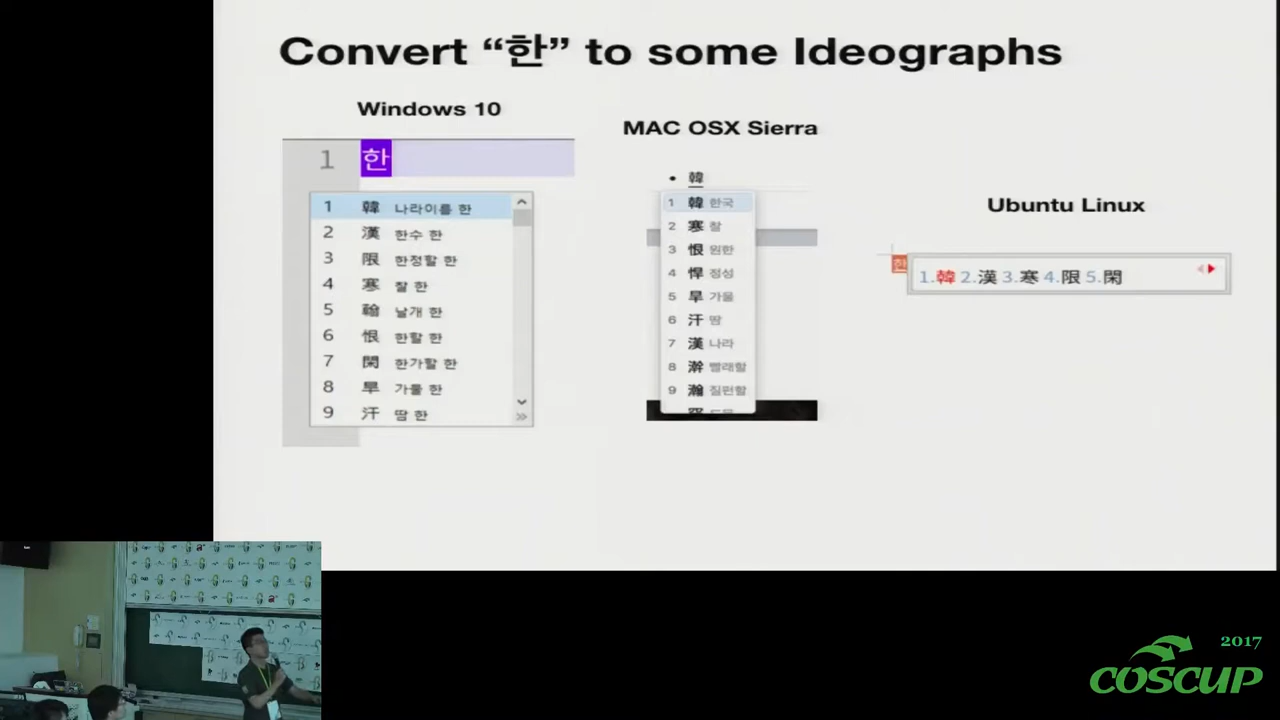 Convert “한” to some Ideographs
Windows 10
1 한
1 韓 나라이름 한
2 漢 한수 한
3 限 한정할 한
4 寒 찰 한
5 翰 날개 한
6 恨 한할 한
7 閑 한가할 한
8 旱 가물 한
9 汗 땀 한
MAC OSX Sierra
• 韓
1 韓 한국
2 寒 찰
3 恨 원한
4 悍 정성
5 旱 가물
6 汗 땀
7 漢 나라
8 澣 빨래할
9 瀚 질펀할
Ubuntu Linux
한
1.韓 2.漢 3.寒 4.限 5.閑
2017
COSCUP